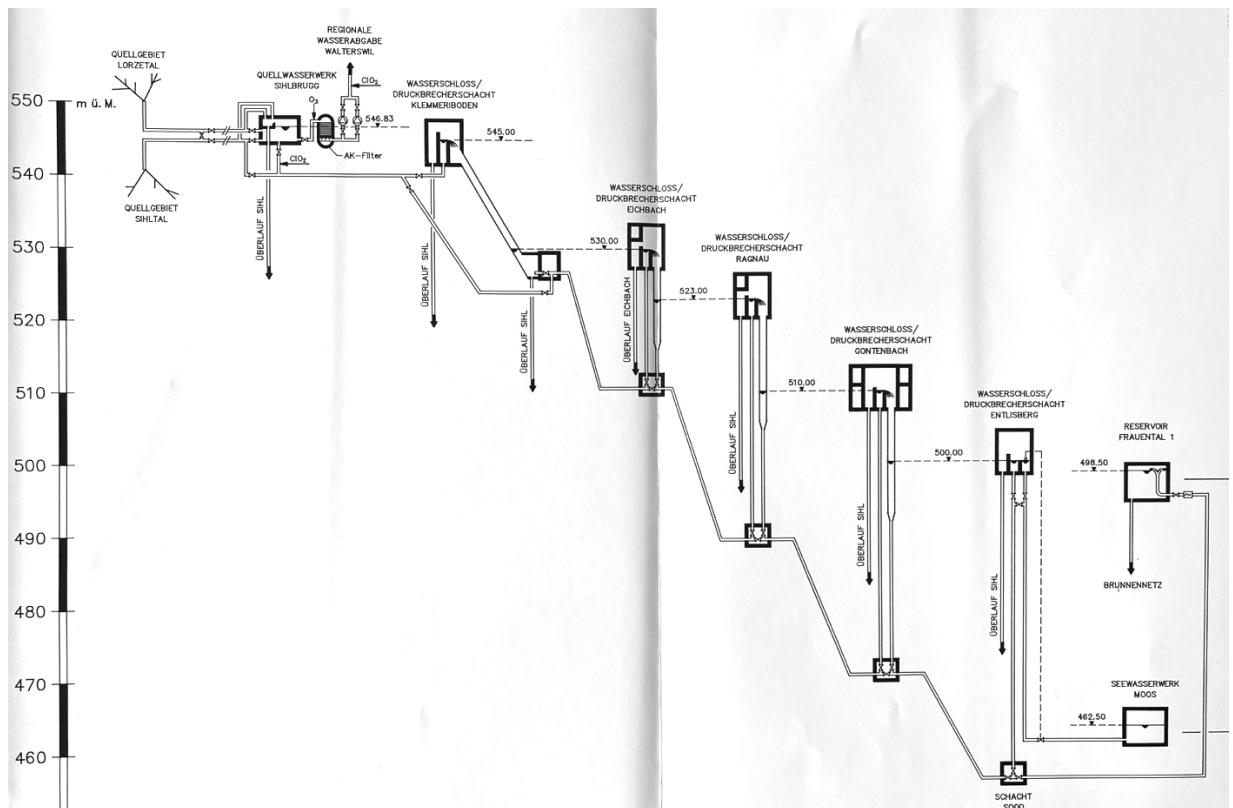 QUELLGEBIET
LORZETAL
REGIONALE
WASSERABGABE
WALTERSWIL
ClO₂
QUELLWASSERWERK
SIHLBRUGG
O₃
546.83
AK-Filter
ClO₂
QUELLGEBIET
SIHLTAL
ÜBERLAUF SIHL
WASSERSCHLOSS/
DRUCKBRECHERSCHACHT
KLEMMERIBODEN
545.00
ÜBERLAUF SIHL
ÜBERLAUF SIHL
WASSERSCHLOSS/
DRUCKBRECHERSCHACHT
EICHBACH
530.00
ÜBERLAUF EICHBACH
WASSERSCHLOSS/
DRUCKBRECHERSCHACHT
RAGNAU
523.00
ÜBERLAUF SIHL
WASSERSCHLOSS/
DRUCKBRECHERSCHACHT
GONTENBACH
510.00
ÜBERLAUF SIHL
WASSERSCHLOSS/
DRUCKBRECHERSCHACHT
ENTLISBERG
500.00
ÜBERLAUF SIHL
RESERVOIR
FRAUENTAL 1
498.50
BRUNNENNETZ
SEEWASSERWERK
MOOS
462.50
SCHACHT
SOOD
550 m ü. M.
540
530
520
510
500
490
480
470
460